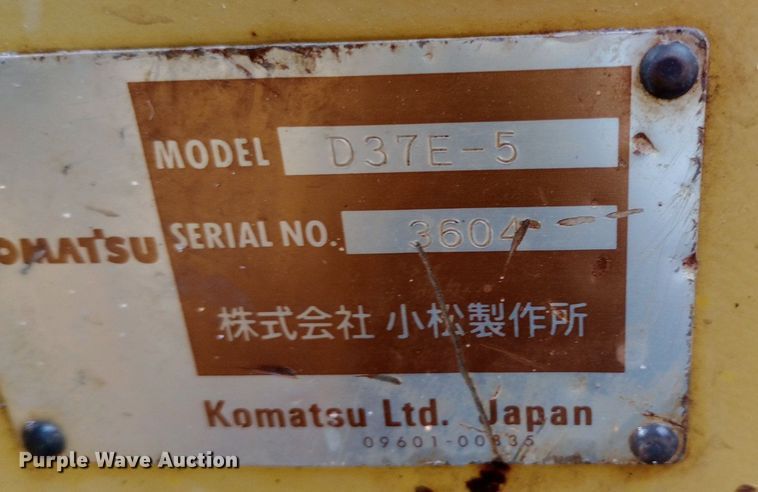 MODEL D37E-5
KOMATSU SERIAL NO. 3604
株式会社 小松製作所
Komatsu Ltd. Japan
09601-00835
Purple Wave Auction